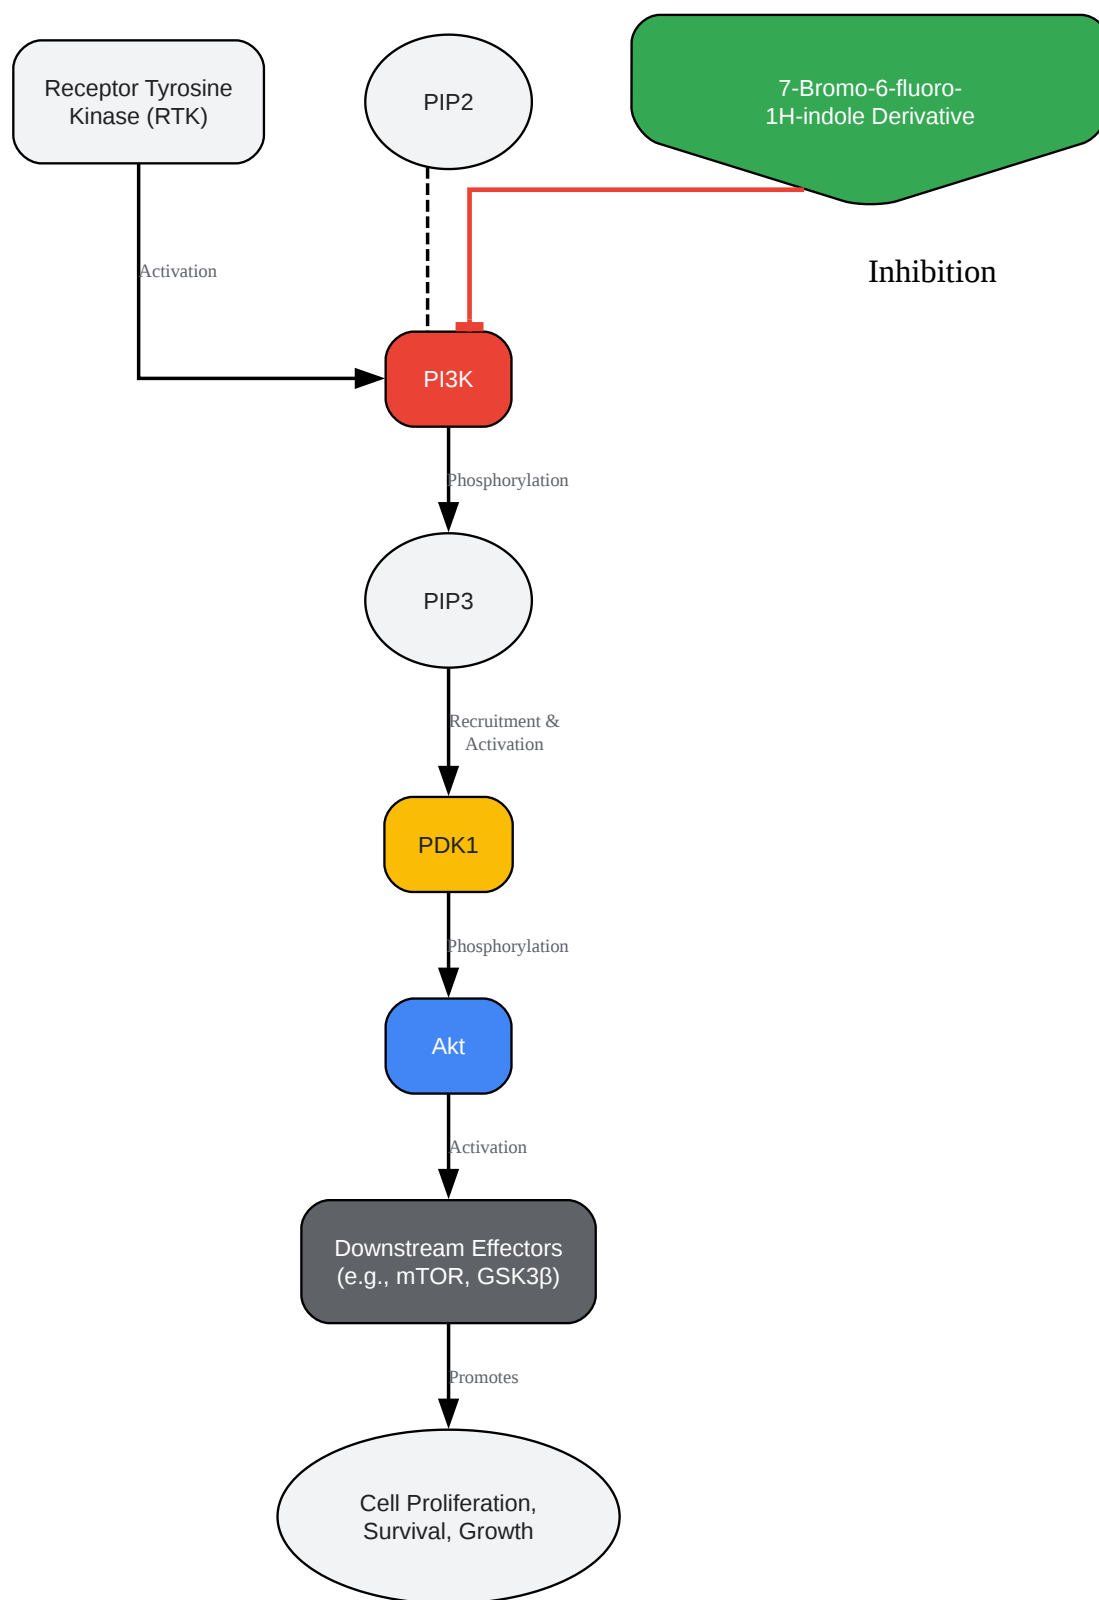 Receptor Tyrosine
Kinase (RTK)
PIP2
7-Bromo-6-fluoro-
1H-indole Derivative
Activation
Inhibition
PI3K
Phosphorylation
PIP3
Recruitment &
Activation
PDK1
Phosphorylation
Akt
Activation
Downstream Effectors
(e.g., mTOR, GSK3β)
Promotes
Cell Proliferation,
Survival, Growth